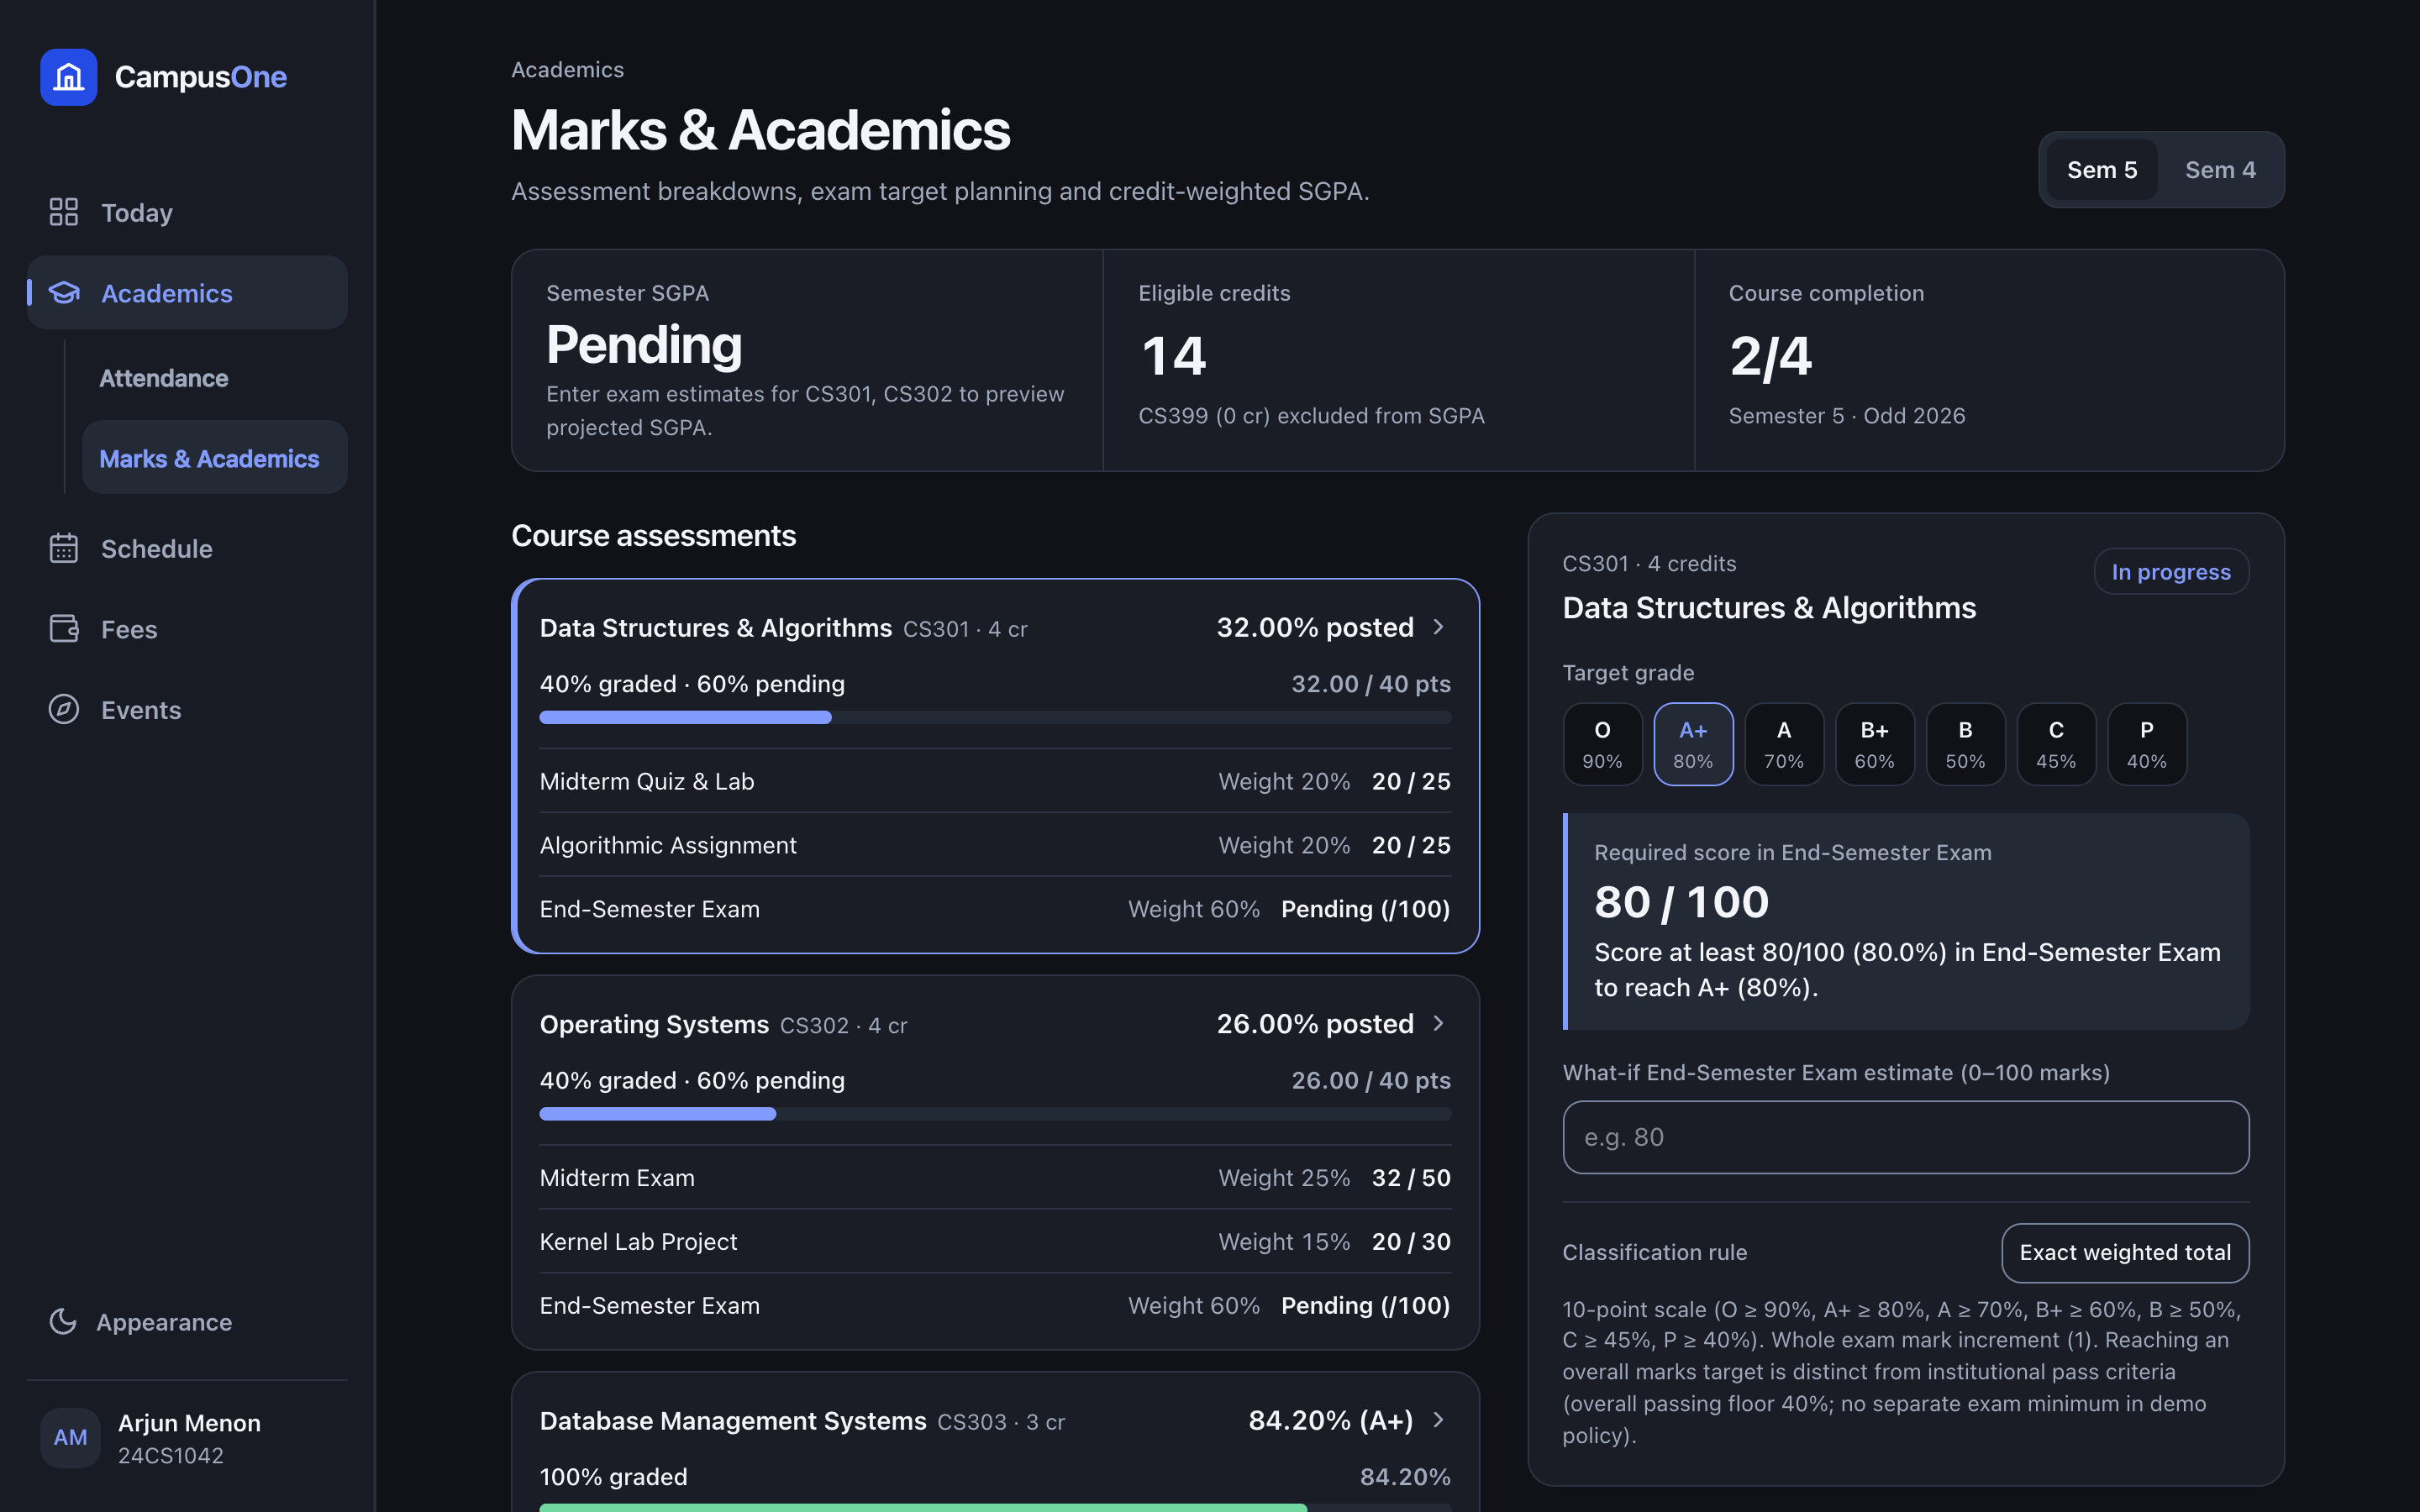 CampusOne
Today
Academics
Attendance
Marks & Academics
Schedule
Fees
Events
Appearance
AM
Arjun Menon
24CS1042
Academics
Marks & Academics
Assessment breakdowns, exam target planning and credit-weighted SGPA.
Sem 5
Sem 4
Semester SGPA
Pending
Enter exam estimates for CS301, CS302 to preview
projected SGPA.
Eligible credits
14
CS399 (0 cr) excluded from SGPA
Course completion
2/4
Semester 5 · Odd 2026
Course assessments
Data Structures & Algorithms CS301 · 4 cr 32.00% posted
40% graded · 60% pending 32.00 / 40 pts
Midterm Quiz & Lab Weight 20% 20 / 25
Algorithmic Assignment Weight 20% 20 / 25
End-Semester Exam Weight 60% Pending (/100)
Operating Systems CS302 · 4 cr 26.00% posted
40% graded · 60% pending 26.00 / 40 pts
Midterm Exam Weight 25% 32 / 50
Kernel Lab Project Weight 15% 20 / 30
End-Semester Exam Weight 60% Pending (/100)
Database Management Systems CS303 · 3 cr 84.20% (A+)
100% graded 84.20%
CS301 · 4 credits
In progress
Data Structures & Algorithms
Target grade
O A+ A B+ B C P
90% 80% 70% 60% 50% 45% 40%
Required score in End-Semester Exam
80 / 100
Score at least 80/100 (80.0%) in End-Semester Exam
to reach A+ (80%).
What-if End-Semester Exam estimate (0–100 marks)
e.g. 80
Classification rule
Exact weighted total
10-point scale (O ≥ 90%, A+ ≥ 80%, A ≥ 70%, B+ ≥ 60%, B ≥ 50%,
C ≥ 45%, P ≥ 40%). Whole exam mark increment (1). Reaching an
overall marks target is distinct from institutional pass criteria
(overall passing floor 40%; no separate exam minimum in demo
policy).